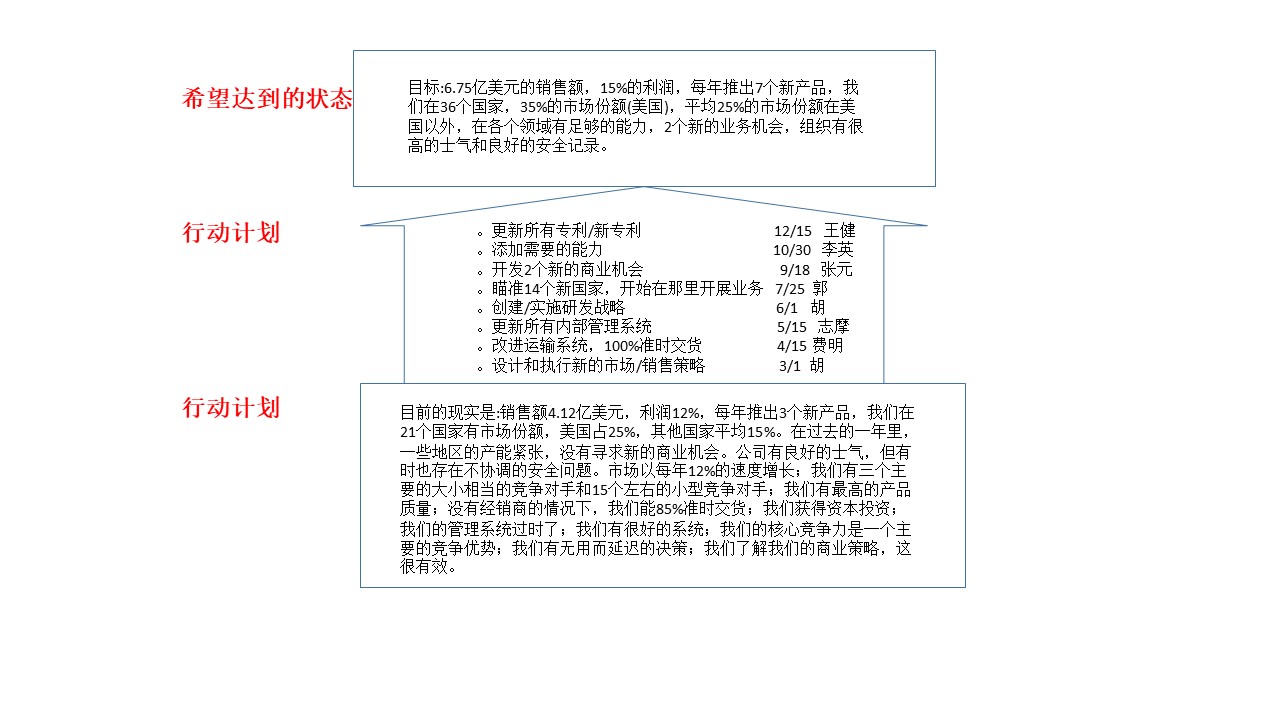 希望达到的状态
目标:6.75亿美元的销售额，15%的利润，每年推出7个新产品，我
们在36个国家，35%的市场份额(美国)，平均25%的市场份额在美
国以外，在各个领域有足够的能力，2个新的业务机会，组织有很
高的士气和良好的安全记录。
行动计划
。更新所有专利/新专利 12/15 王健
。添加需要的能力 10/30 李英
。开发2个新的商业机会 9/18 张元
。瞄准14个新国家，开始在那里开展业务 7/25 郭
。创建/实施研发战略 6/1 胡
。更新所有内部管理系统 5/15 志摩
。改进运输系统，100%准时交货 4/15 费明
。设计和执行新的市场/销售策略 3/1 胡
行动计划
目前的现实是:销售额4.12亿美元，利润12%，每年推出3个新产品，我们在
21个国家有市场份额，美国占25%，其他国家平均15%。在过去的一年里，
一些地区的产能紧张，没有寻求新的商业机会。公司有良好的士气，但有
时也存在不协调的安全问题。市场以每年12%的速度增长；我们有三个主
要的大小相当的竞争对手和15个左右的小型竞争对手；我们有最高的产品
质量；没有经销商的情况下，我们能85%准时交货；我们获得资本投资；
我们的管理系统过时了；我们有很好的系统；我们的核心竞争力是一个主
要的竞争优势；我们有无用而延迟的决策；我们了解我们的商业策略，这
很有效。